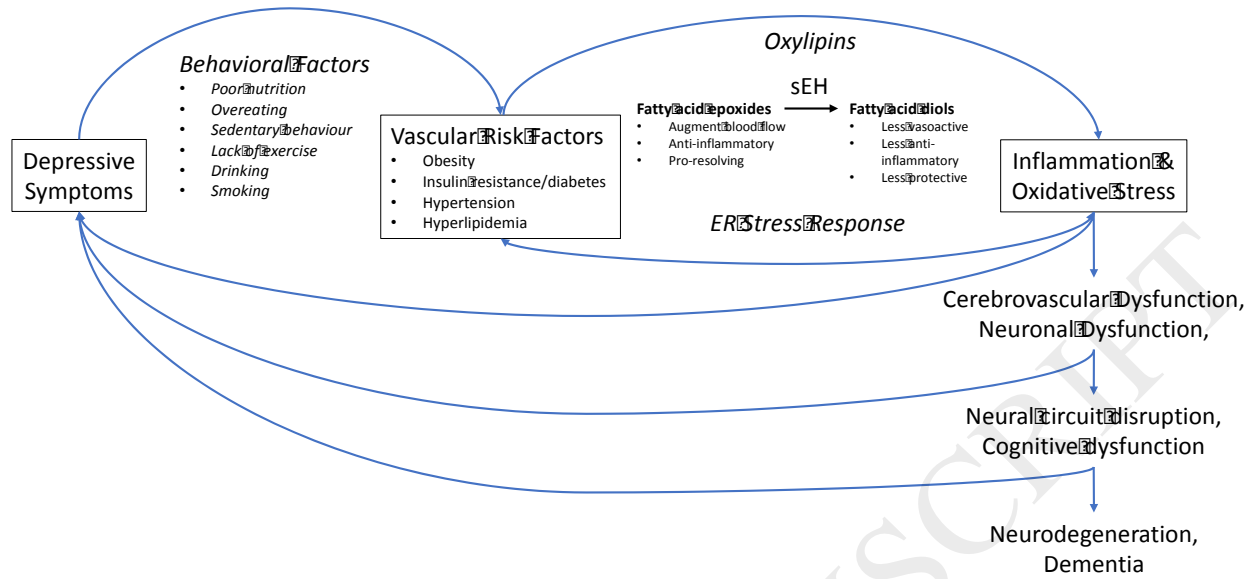 Oxylipins
Behavioral Factors
• Poor nutrition
• Overeating
• Sedentary behaviour
• Lack of exercise
• Drinking
• Smoking
sEH
Fatty acid epoxides
• Augment blood flow
• Anti-inflammatory
• Pro-resolving
Fatty acid diols
• Less vasoactive
• Less anti-
inflammatory
• Less protective
Depressive
Symptoms
Vascular Risk Factors
• Obesity
• Insulin resistance/diabetes
• Hypertension
• Hyperlipidemia
Inflammation &
Oxidative Stress
ER Stress Response
Cerebrovascular Dysfunction,
Neuronal Dysfunction,
Neural circuit disruption,
Cognitive dysfunction
Neurodegeneration,
Dementia